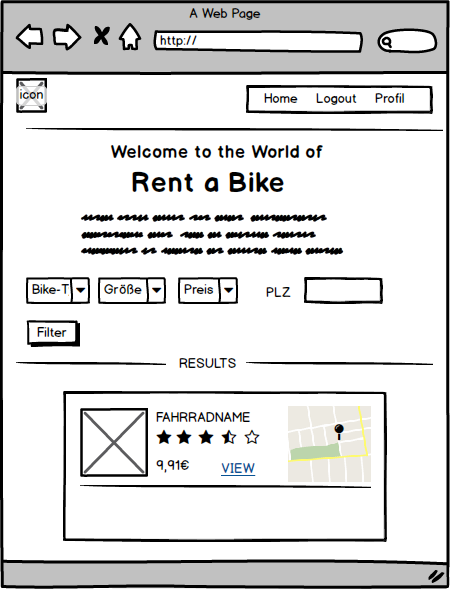 A Web Page
http://
icon
Home Logout Profil
Welcome to the World of
Rent a Bike
Bike-T Größe Preis PLZ
Filter
RESULTS
FAHRRADNAME
9,91€ VIEW